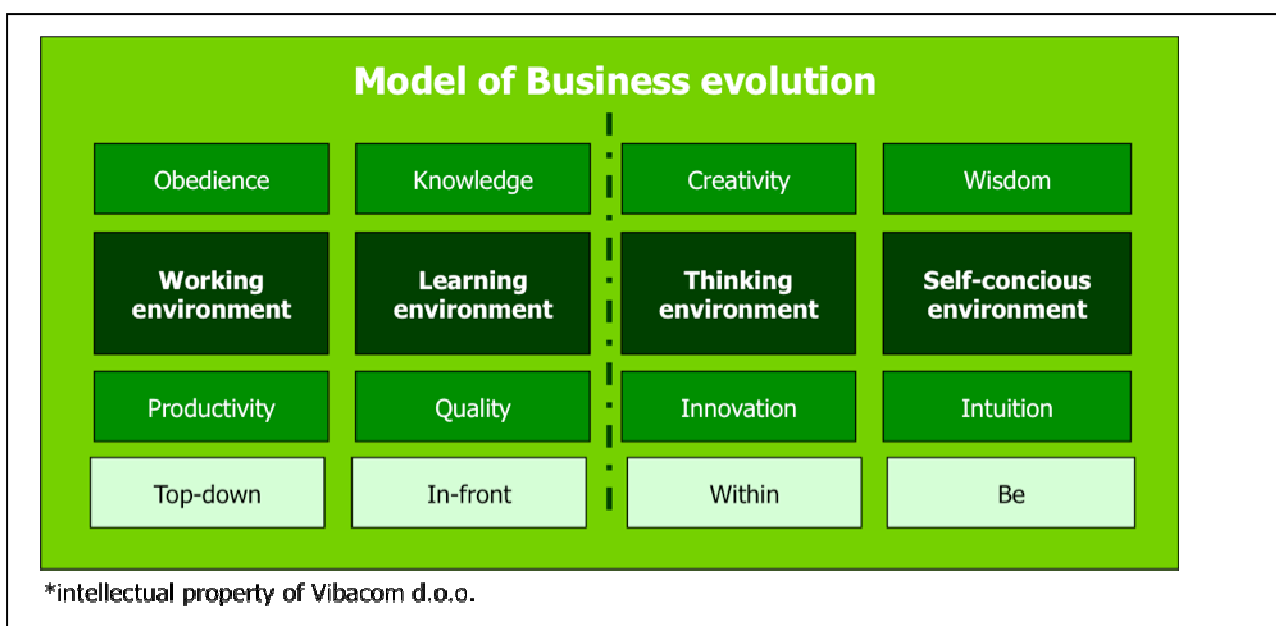 Model of Business evolution
Obedience
Knowledge
Creativity
Wisdom
Working
environment
Learning
environment
Thinking
environment
Self-concious
environment
Productivity
Quality
Innovation
Intuition
Top-down
In-front
Within
Be
*intellectual property of Vibacom d.o.o.